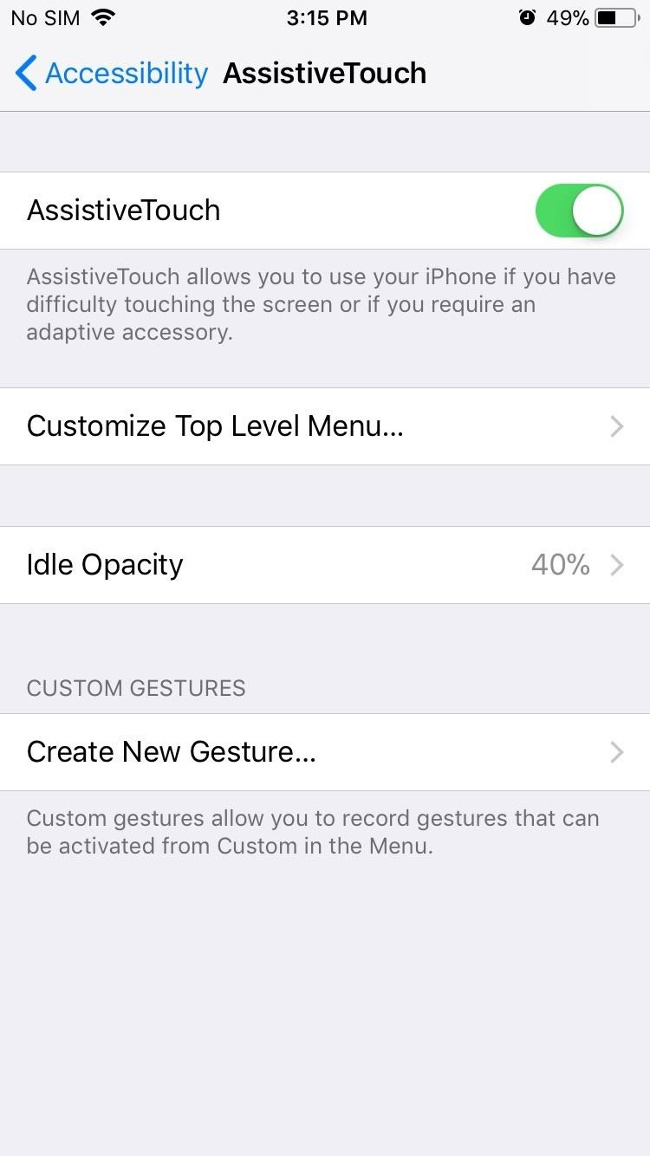 No SIM 3:15 PM 49%
Accessibility AssistiveTouch
AssistiveTouch
AssistiveTouch allows you to use your iPhone if you have
difficulty touching the screen or if you require an
adaptive accessory.
Customize Top Level Menu...
Idle Opacity 40%
CUSTOM GESTURES
Create New Gesture...
Custom gestures allow you to record gestures that can
be activated from Custom in the Menu.